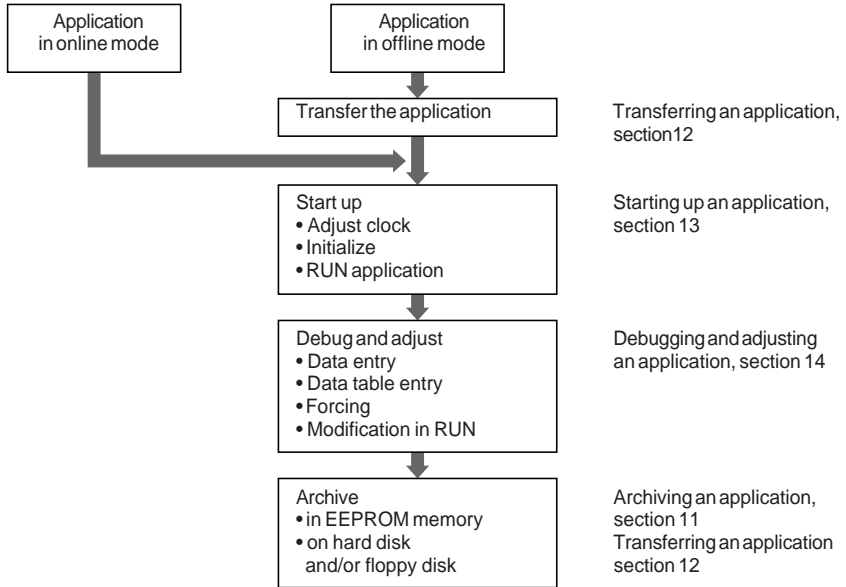 Application
in online mode
Application
in offline mode
Transfer the application
Transferring an application,
section12
Start up
• Adjust clock
• Initialize
• RUN application
Starting up an application,
section 13
Debug and adjust
• Data entry
• Data table entry
• Forcing
• Modification in RUN
Debugging and adjusting
an application, section 14
Archive
• in EEPROM memory
• on hard disk
and/or floppy disk
Archiving an application,
section 11
Transferring an application
section 12